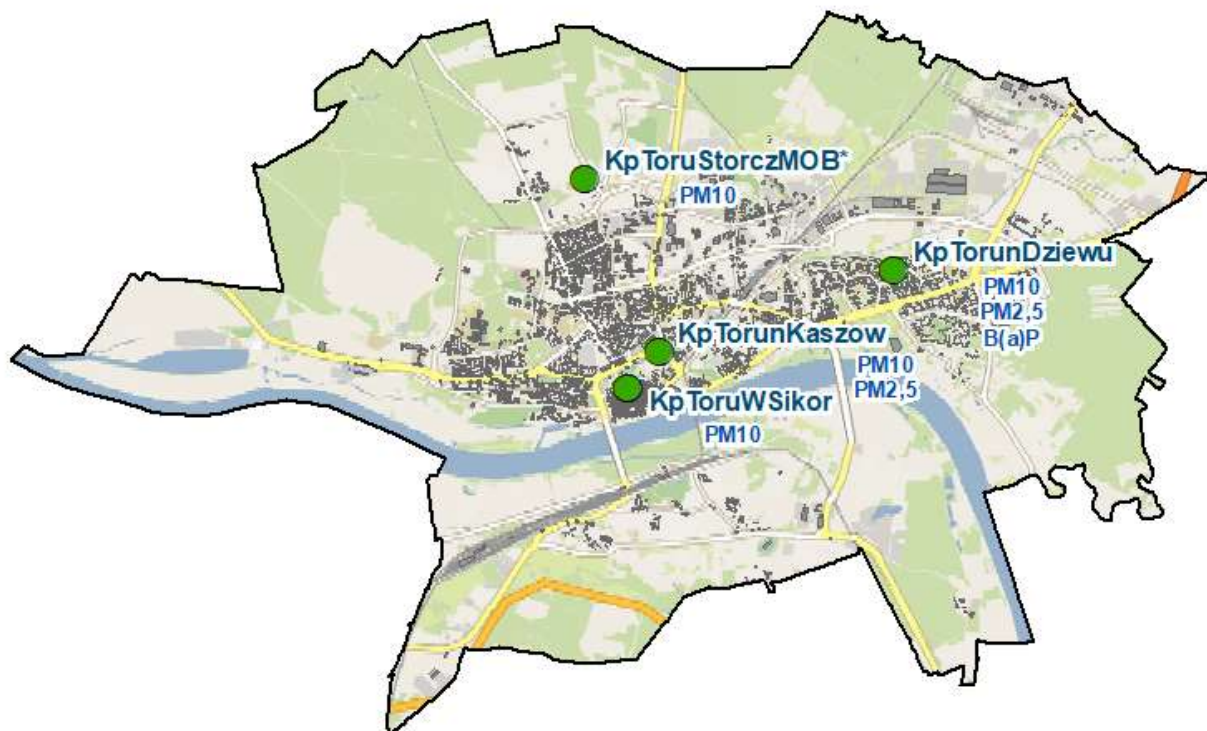 KpToruStorczMOB*
PM10
KpTorunDziewu
PM10
PM2,5
B(a)P
KpTorunKaszow
PM10
PM2,5
KpToruWSikor
PM10